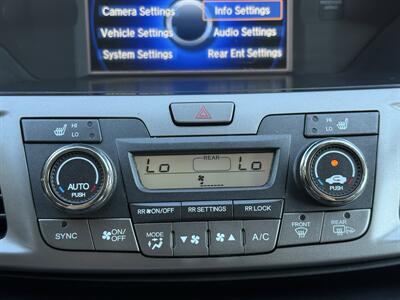 Camera Settings Info Settings
Vehicle Settings Audio Settings
System Settings Rear Ent Settings
HI
LO
HI
LO
REAR
Lo Lo
AUTO
PUSH
PUSH
RR ON/OFF RR SETTINGS RR LOCK
SYNC ON/OFF MODE A/C FRONT REAR